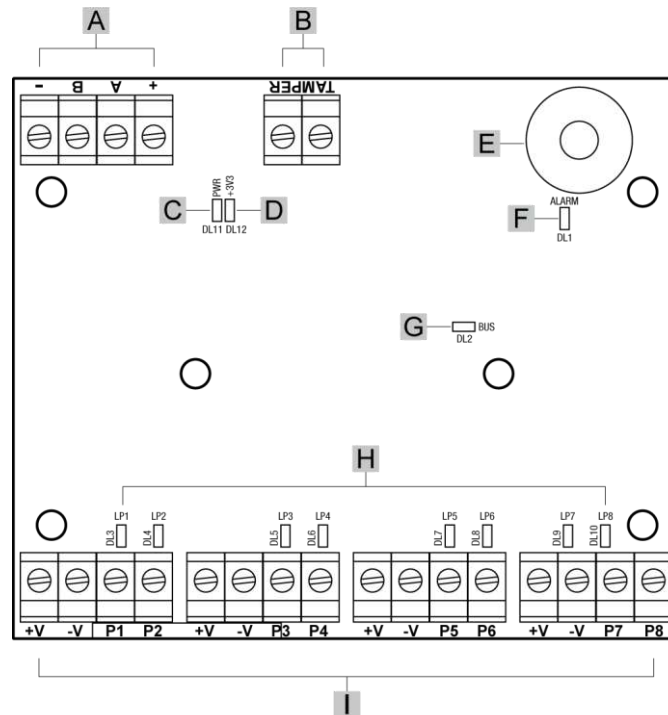 A B
- B A + TAMPER
E
ALARM
PWR +3V3
C D F
DL11 DL12 DL1
G BUS
DL2
H
LP1 LP2 LP3 LP4 LP5 LP6 LP7 LP8
DL3 DL4 DL5 DL6 DL7 DL8 DL9 DL10
+V -V P1 P2 +V -V P3 P4 +V -V P5 P6 +V -V P7 P8
I